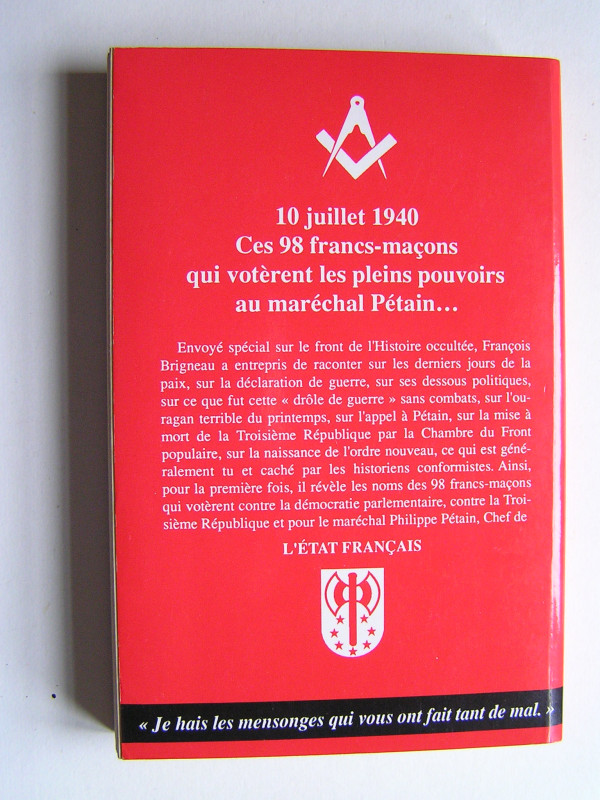 10 juillet 1940
Ces 98 francs-maçons
qui votèrent les pleins pouvoirs
au maréchal Pétain…
Envoyé spécial sur le front de l'Histoire occultée, François
Brigneau a entrepris de raconter sur les derniers jours de la
paix, sur la déclaration de guerre, sur ses dessous politiques,
sur ce que fut cette « drôle de guerre » sans combats, sur l'ou-
ragan terrible du printemps, sur l'appel à Pétain, sur la mise à
mort de la Troisième République par la Chambre du Front
populaire, sur la naissance de l'ordre nouveau, ce qui est géné-
ralement tu et caché par les historiens conformistes. Ainsi,
pour la première fois, il révèle les noms des 98 francs-maçons
qui votèrent contre la démocratie parlementaire, contre la Troi-
sième République et pour le maréchal Philippe Pétain, Chef de
L'ÉTAT FRANÇAIS
« Je hais les mensonges qui vous ont fait tant de mal. »